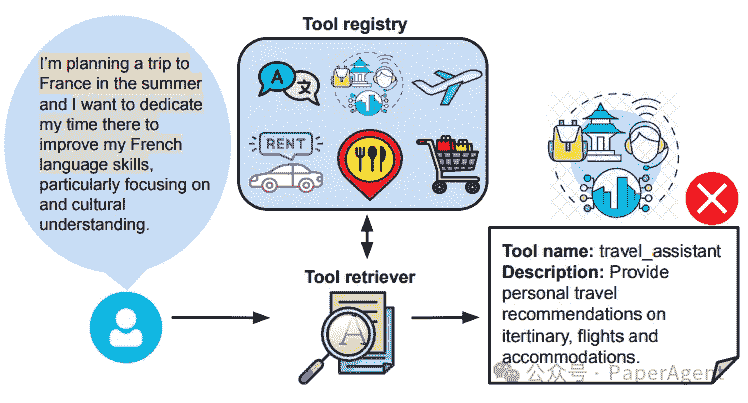 Tool registry
I'm planning a trip to
France in the summer
and I want to dedicate
my time there to
improve my French
language skills,
particularly focusing on
and cultural
understanding.
A
文
RENT
Tool retriever
A
Tool name: travel_assistant
Description: Provide
personal travel
recommendations on
itertinary, flights and
accommodations.
公众号 · PaperAgent